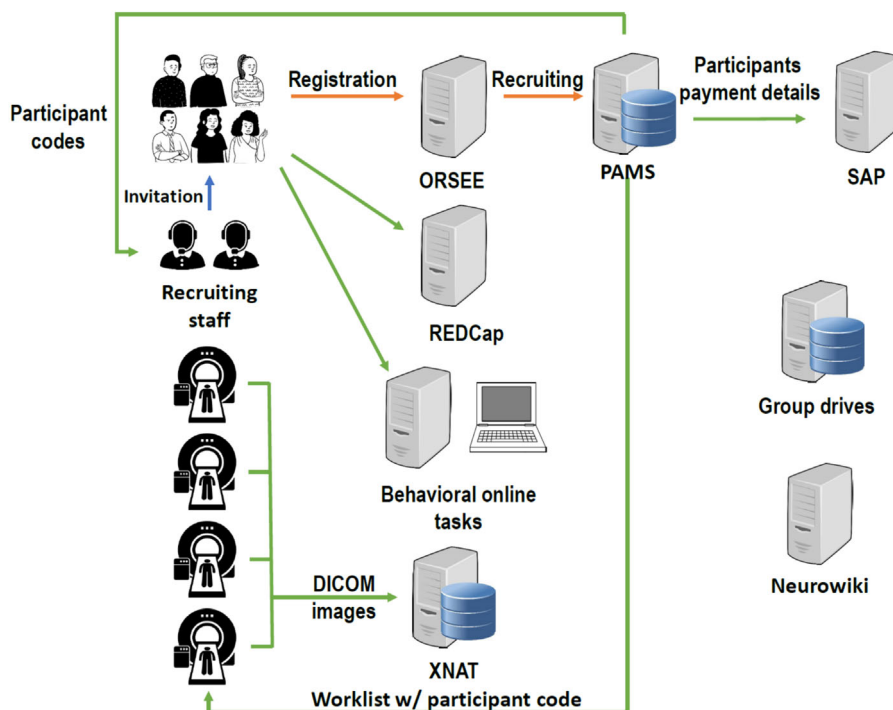 Participant
codes
Registration
Recruiting
Participants
payment details
ORSEE
PAMS
SAP
Invitation
Recruiting
staff
REDCap
Group drives
Behavioral online
tasks
DICOM
images
Neurowiki
XNAT
Worklist w/ participant code